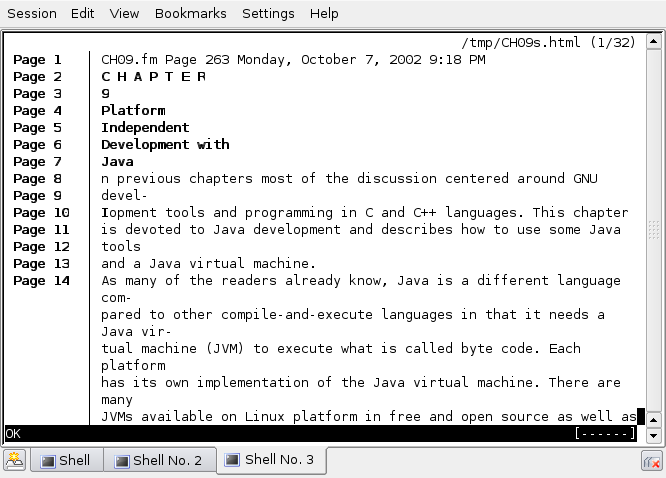 Session Edit View Bookmarks Settings Help
/tmp/CH09s.html (1/32)
Page 1 CH09.fm Page 263 Monday, October 7, 2002 9:18 PM
Page 2 C H A P T E R
Page 3 9
Page 4 Platform
Page 5 Independent
Page 6 Development with
Page 7 Java
Page 8 n previous chapters most of the discussion centered around GNU
Page 9 devel-
Page 10 Iopment tools and programming in C and C++ languages. This chapter
Page 11 is devoted to Java development and describes how to use some Java
Page 12 tools
Page 13 and a Java virtual machine.
Page 14 As many of the readers already know, Java is a different language
com-
pared to other compile-and-execute languages in that it needs a
Java vir-
tual machine (JVM) to execute what is called byte code. Each
platform
has its own implementation of the Java virtual machine. There are
many
JVMs available on Linux platform in free and open source as well as
OK [------]
Shell Shell No. 2 Shell No. 3